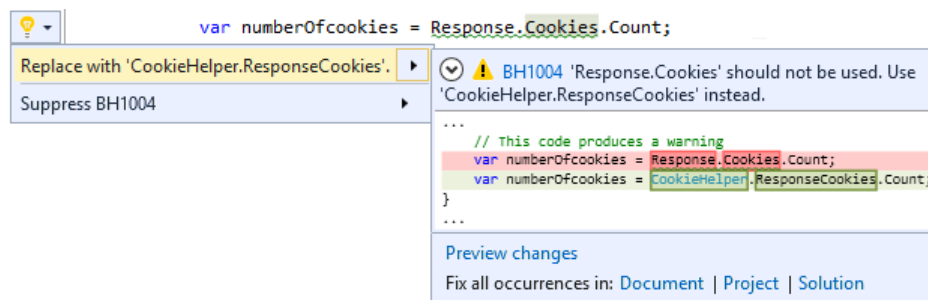 var numberOfcookies = Response.Cookies.Count;
Replace with 'CookieHelper.ResponseCookies'.
Suppress BH1004
BH1004 'Response.Cookies' should not be used. Use
'CookieHelper.ResponseCookies' instead.
...
// This code produces a warning
var numberOfcookies = Response.Cookies.Count;
var numberOfcookies = CookieHelper.ResponseCookies.Count;
}
...
Preview changes
Fix all occurrences in: Document | Project | Solution